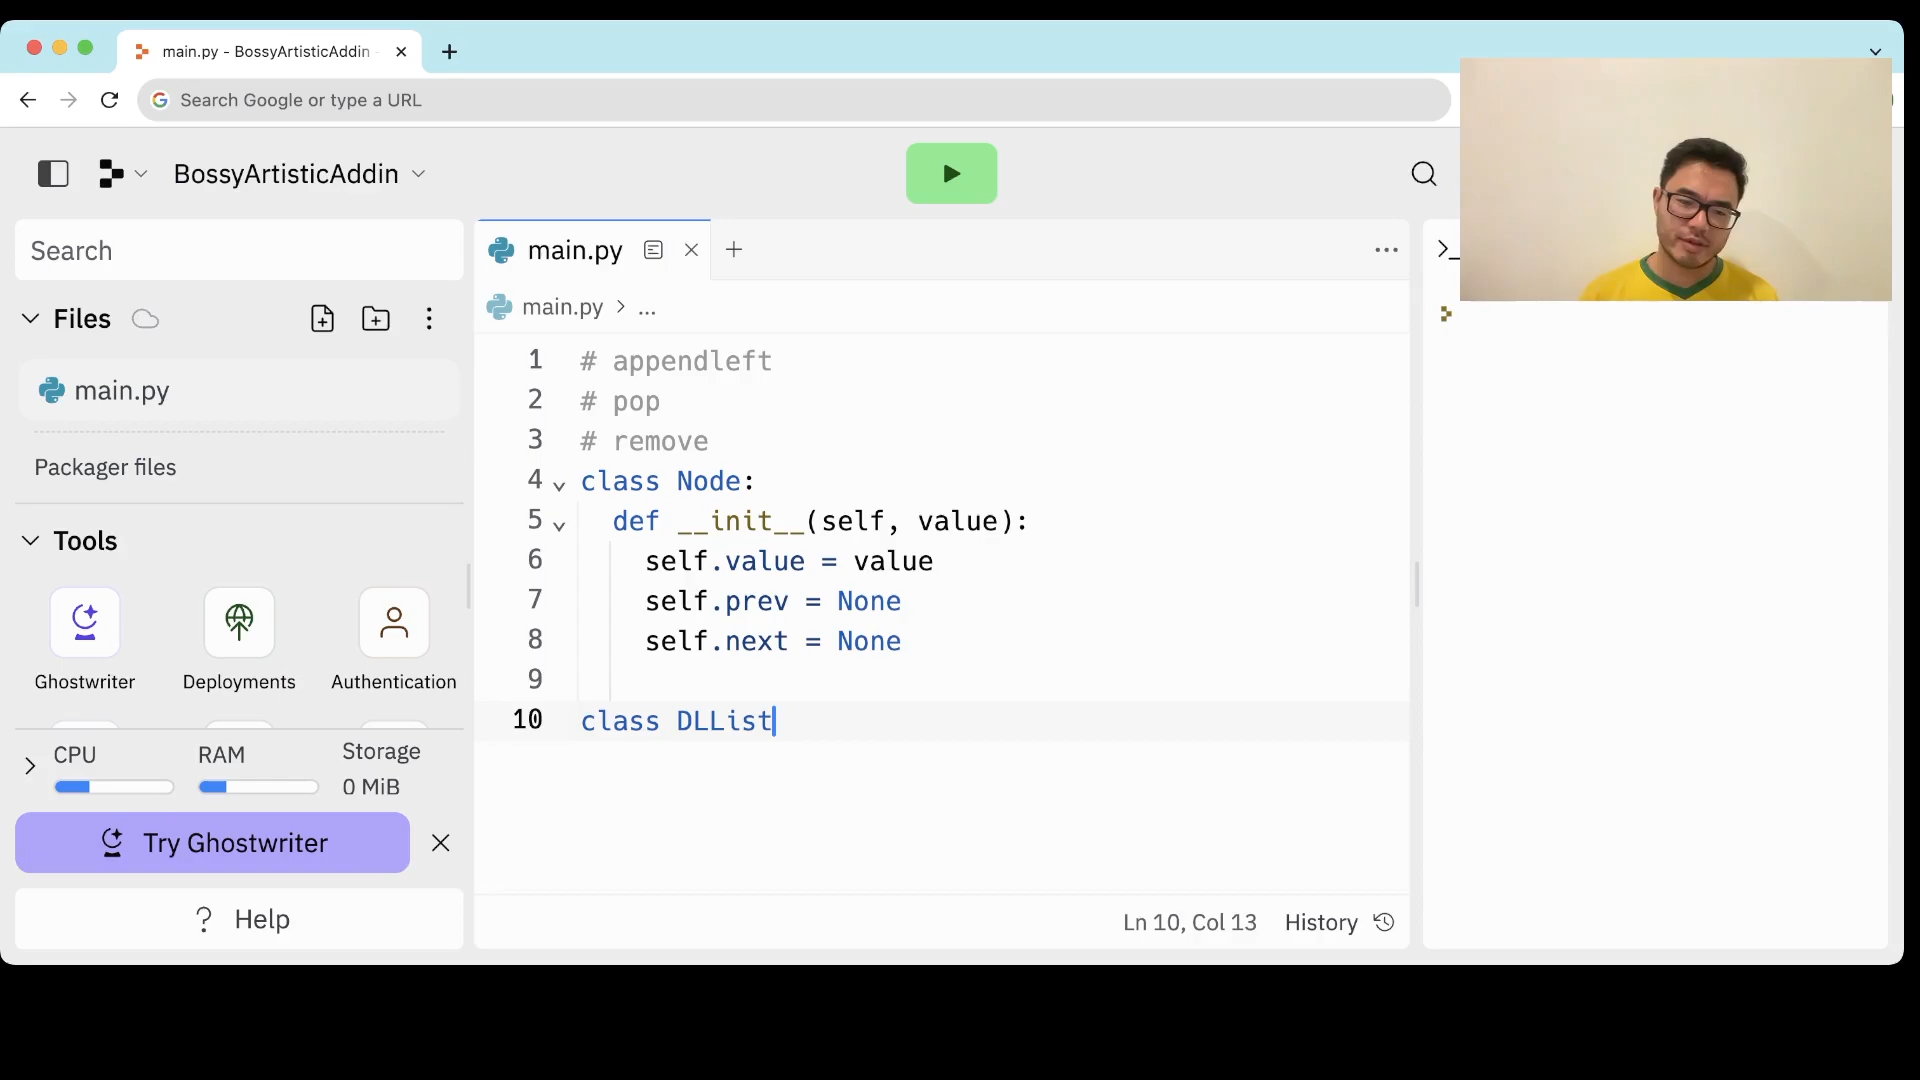 main.py - BossyArtisticAddin
Search Google or type a URL
BossyArtisticAddin
Search
Files
main.py
Packager files
Tools
Ghostwriter Deployments Authentication
CPU RAM Storage
0 MiB
Try Ghostwriter
? Help
main.py
main.py > ...
1 # appendleft
2 # pop
3 # remove
4 class Node:
5 def __init__(self, value):
6 self.value = value
7 self.prev = None
8 self.next = None
9
10 class DLList
Ln 10, Col 13 History